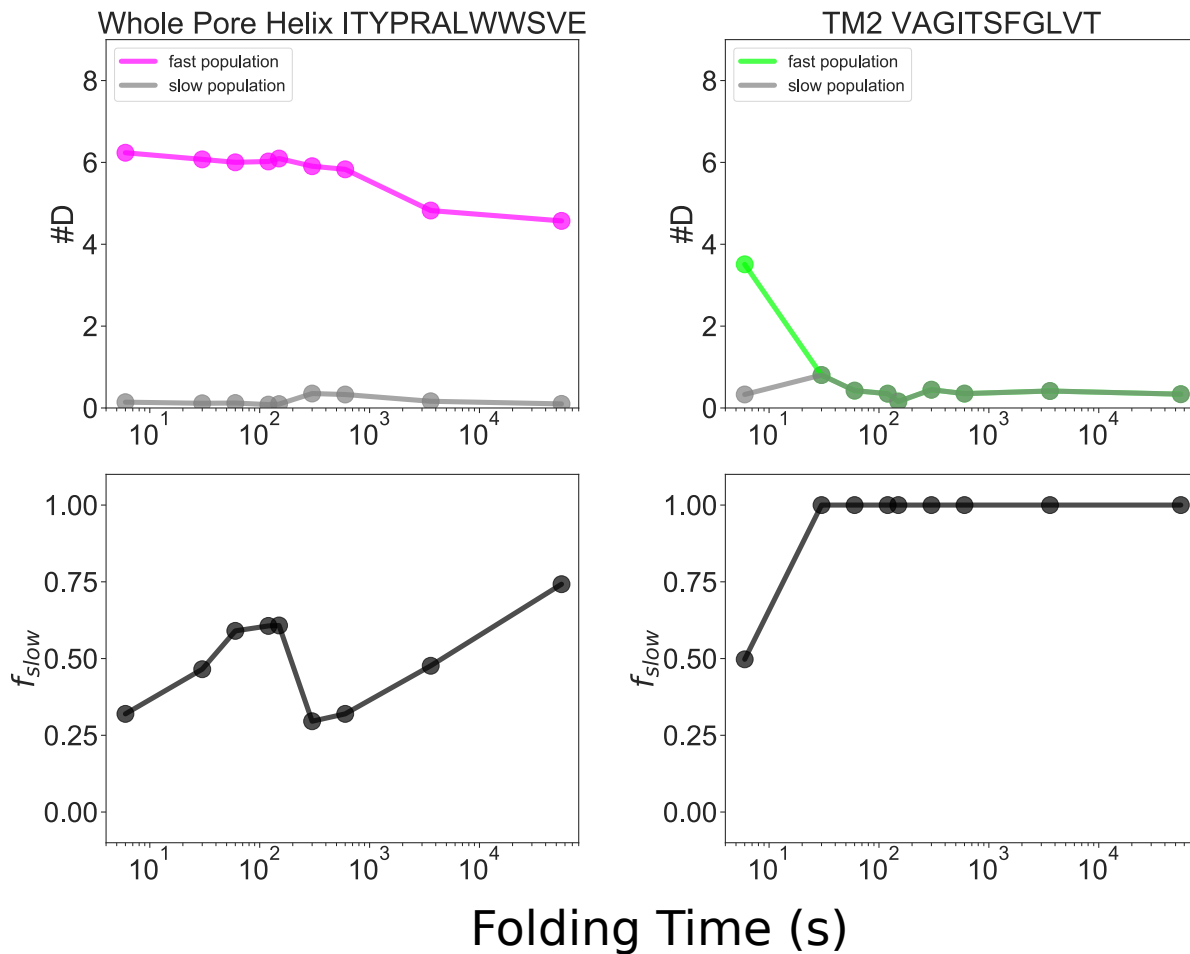 Whole Pore Helix ITYPRALWWSVE
fast population
slow population
8
6
4
2
0
#D
10^1 10^2 10^3 10^4
TM2 VAGITSFGLVT
fast population
slow population
8
6
4
2
0
#D
10^1 10^2 10^3 10^4
1.00
0.75
0.50
0.25
0.00
f_slow
10^1 10^2 10^3 10^4
1.00
0.75
0.50
0.25
0.00
f_slow
10^1 10^2 10^3 10^4
Folding Time (s)